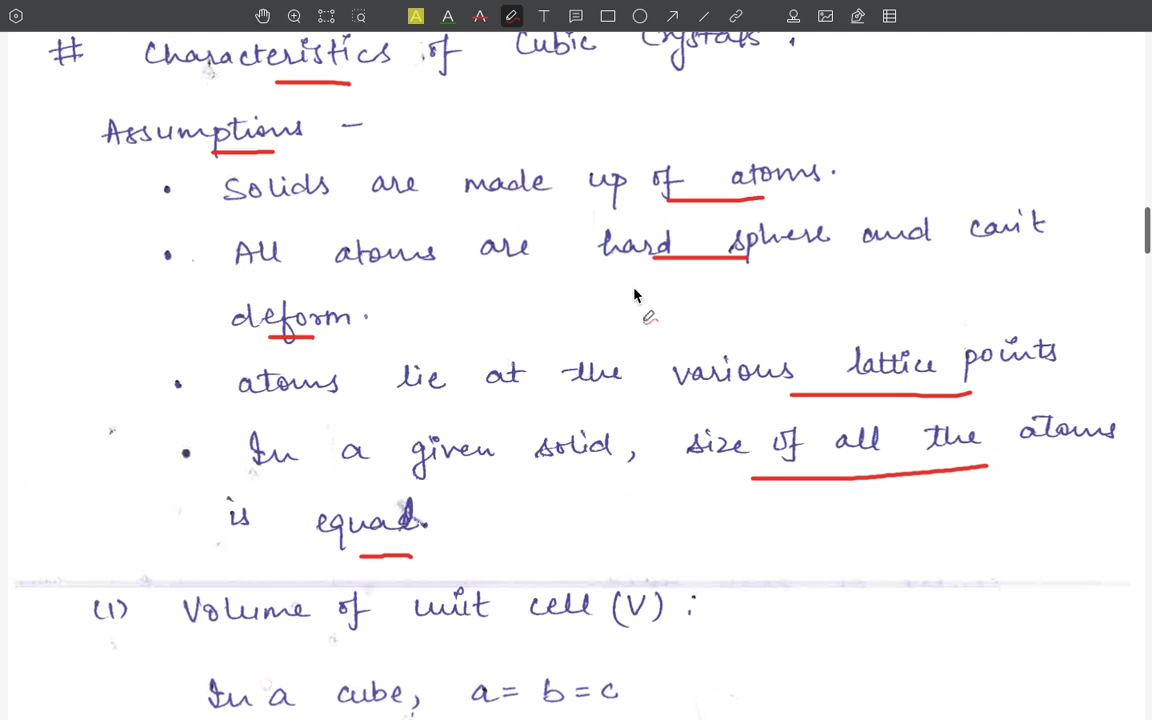 # Characteristics of Cubic Crystals.
Assumptions -
• Solids are made up of atoms.
• All atoms are hard sphere and can't
deform.
• atoms lie at the various lattice points
• In a given solid, size of all the atoms
is equal.
(1) Volume of unit cell (V) :
In a cube, a = b = c